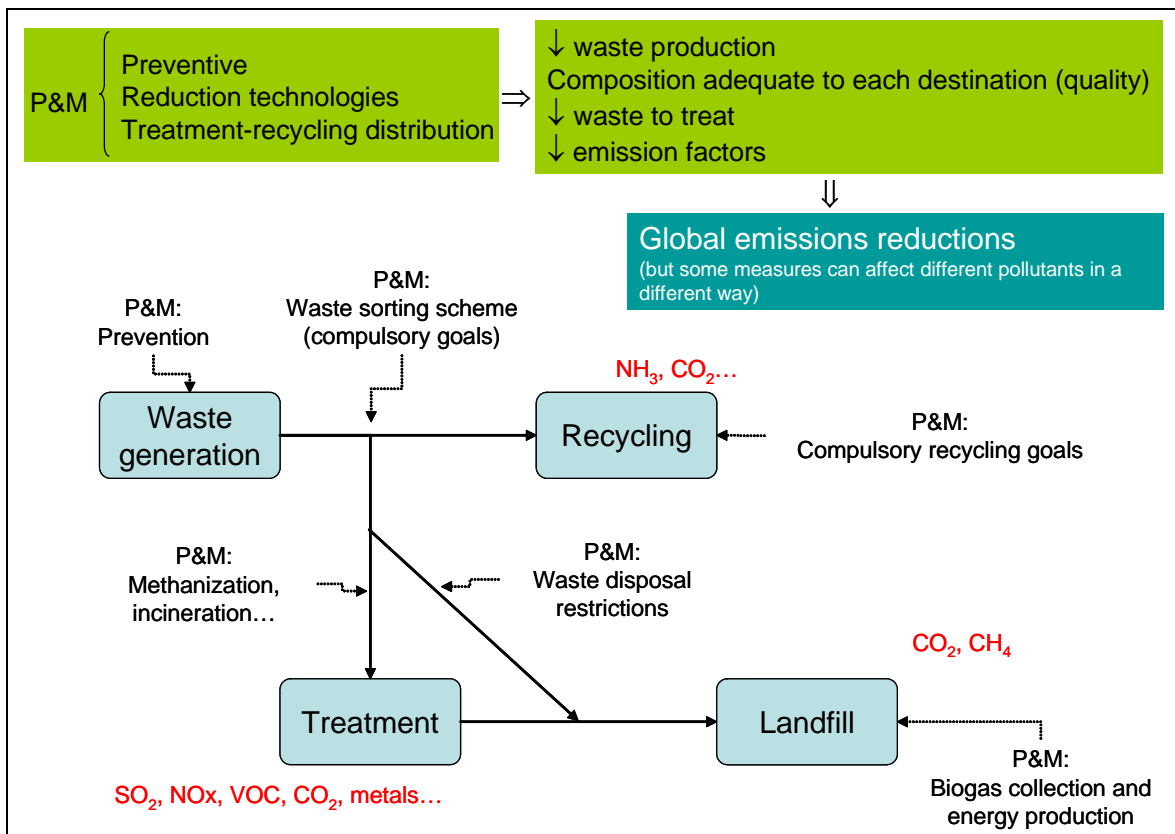 P&M
Preventive
Reduction technologies
Treatment-recycling distribution
⇒
↓ waste production
Composition adequate to each destination (quality)
↓ waste to treat
↓ emission factors
⇓
Global emissions reductions
(but some measures can affect different pollutants in a
different way)
P&M:
Prevention
P&M:
Waste sorting scheme
(compulsory goals)
NH₃, CO₂…
Waste
generation
Recycling
P&M:
Compulsory recycling goals
P&M:
Methanization,
incineration…
P&M:
Waste disposal
restrictions
CO₂, CH₄
Treatment
Landfill
SO₂, NOx, VOC, CO₂, metals…
P&M:
Biogas collection and
energy production